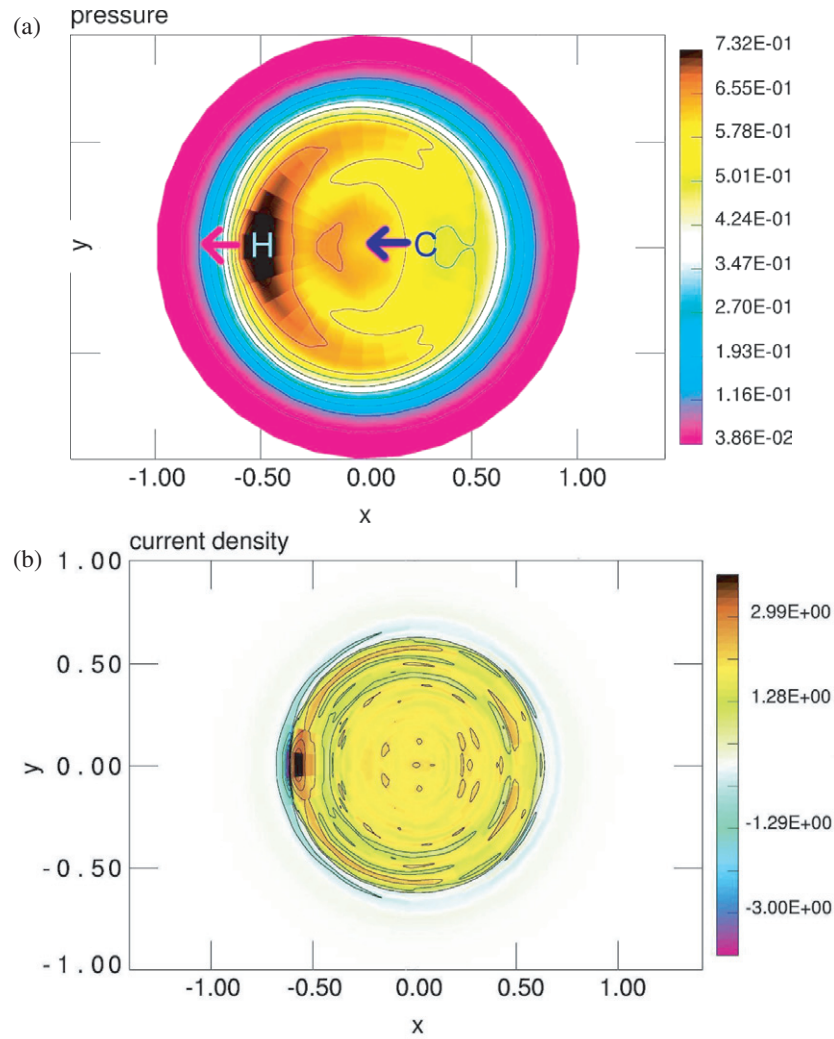 (a)
pressure
7.32E-01
6.55E-01
5.78E-01
5.01E-01
4.24E-01
3.47E-01
2.70E-01
1.93E-01
1.16E-01
3.86E-02
H
C
y
-1.00 -0.50 0.00 0.50 1.00
x
(b)
current density
1.00
0.50
0.00
-0.50
-1.00
y
2.99E+00
1.28E+00
-1.29E+00
-3.00E+00
-1.00 -0.50 0.00 0.50 1.00
x